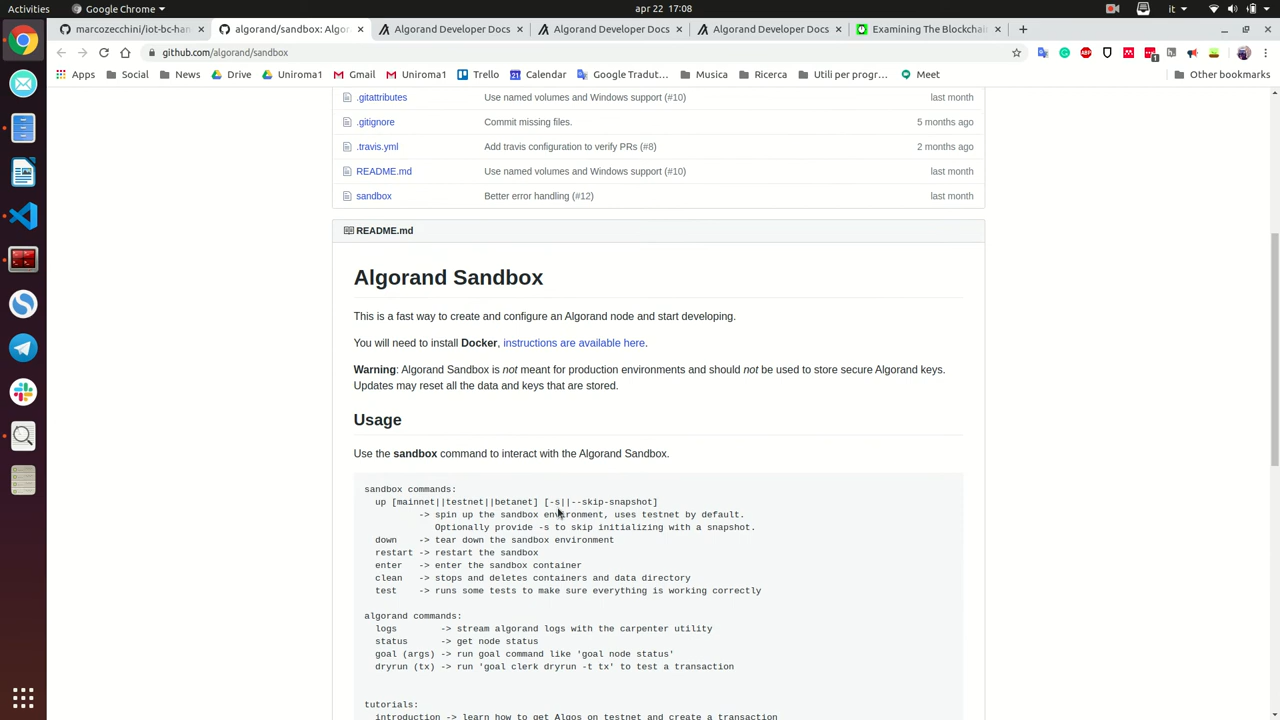 Activities
Google Chrome
apr 22 17:08
it
marcozecchini/iot-bc-han
algorand/sandbox: Algor
Algorand Developer Docs
Algorand Developer Docs
Algorand Developer Docs
Examining The Blockchain
github.com/algorand/sandbox
Apps
Social
News
Drive
Uniroma1
Gmail
Uniroma1
Trello
Calendar
Google Tradut...
Musica
Ricerca
Utili per progr...
Meet
Other bookmarks
.gitattributes Use named volumes and Windows support (#10) last month
.gitignore Commit missing files. 5 months ago
.travis.yml Add travis configuration to verify PRs (#8) 2 months ago
README.md Use named volumes and Windows support (#10) last month
sandbox Better error handling (#12) last month
README.md
Algorand Sandbox
This is a fast way to create and configure an Algorand node and start developing.
You will need to install Docker, instructions are available here.
Warning: Algorand Sandbox is not meant for production environments and should not be used to store secure Algorand keys.
Updates may reset all the data and keys that are stored.
Usage
Use the sandbox command to interact with the Algorand Sandbox.
sandbox commands:
up [mainnet||testnet||betanet] [-s||--skip-snapshot]
-> spin up the sandbox environment, uses testnet by default.
Optionally provide -s to skip initializing with a snapshot.
down -> tear down the sandbox environment
restart -> restart the sandbox
enter -> enter the sandbox container
clean -> stops and deletes containers and data directory
test -> runs some tests to make sure everything is working correctly
algorand commands:
logs -> stream algorand logs with the carpenter utility
status -> get node status
goal (args) -> run goal command like 'goal node status'
dryrun (tx) -> run 'goal clerk dryrun -t tx' to test a transaction
tutorials:
introduction -> learn how to get Algos on testnet and create a transaction